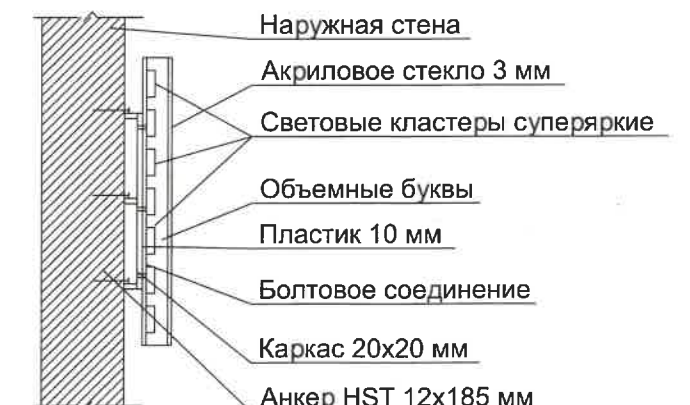 Наружная стена
Акриловое стекло 3 мм
Световые кластеры суперяркие
Объемные буквы
Пластик 10 мм
Болтовое соединение
Каркас 20х20 мм
Анкер HST 12х185 мм